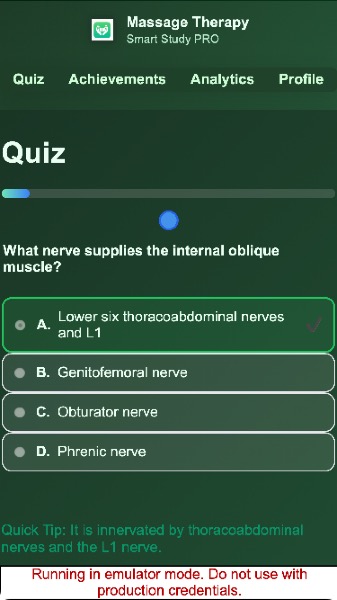 Massage Therapy
Smart Study PRO
Quiz Achievements Analytics Profile
Quiz
What nerve supplies the internal oblique
muscle?
A. Lower six thoracoabdominal nerves
and L1
B. Genitofemoral nerve
C. Obturator nerve
D. Phrenic nerve
Quick Tip: It is innervated by thoracoabdominal
nerves and the L1 nerve.
Running in emulator mode. Do not use with
production credentials.